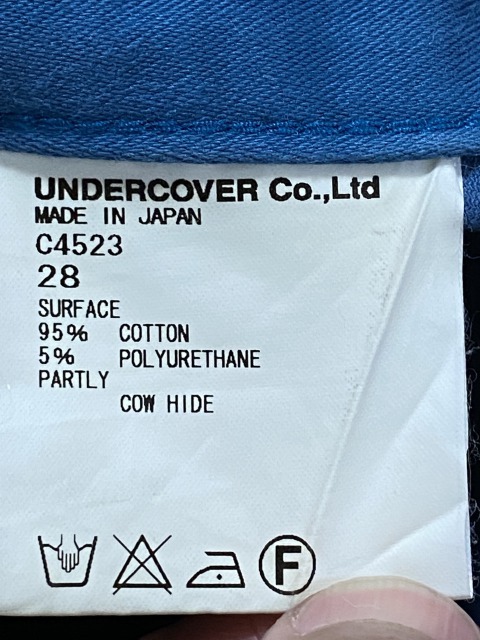 UNDERCOVER Co.,Ltd
MADE IN JAPAN
C4523
28
SURFACE
95% COTTON
5% POLYURETHANE
PARTLY
COW HIDE
F